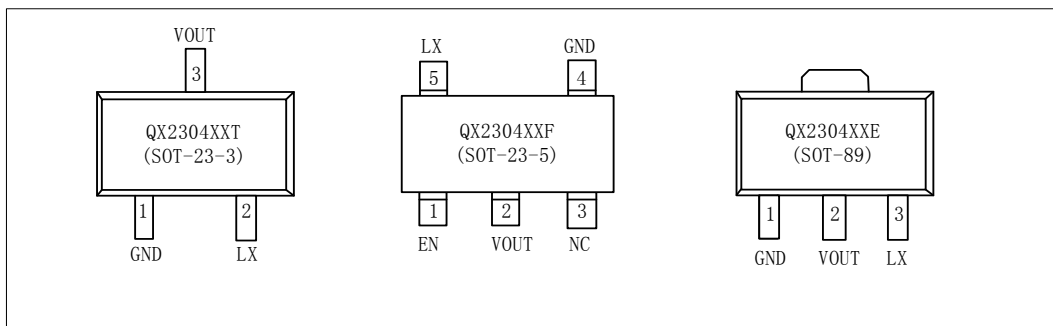 VOUT
3
QX2304XXT
(SOT-23-3)
1
2
GND
LX
LX
GND
5
4
QX2304XXF
(SOT-23-5)
1
2
3
EN
VOUT
NC
QX2304XXE
(SOT-89)
1
2
3
GND
VOUT
LX